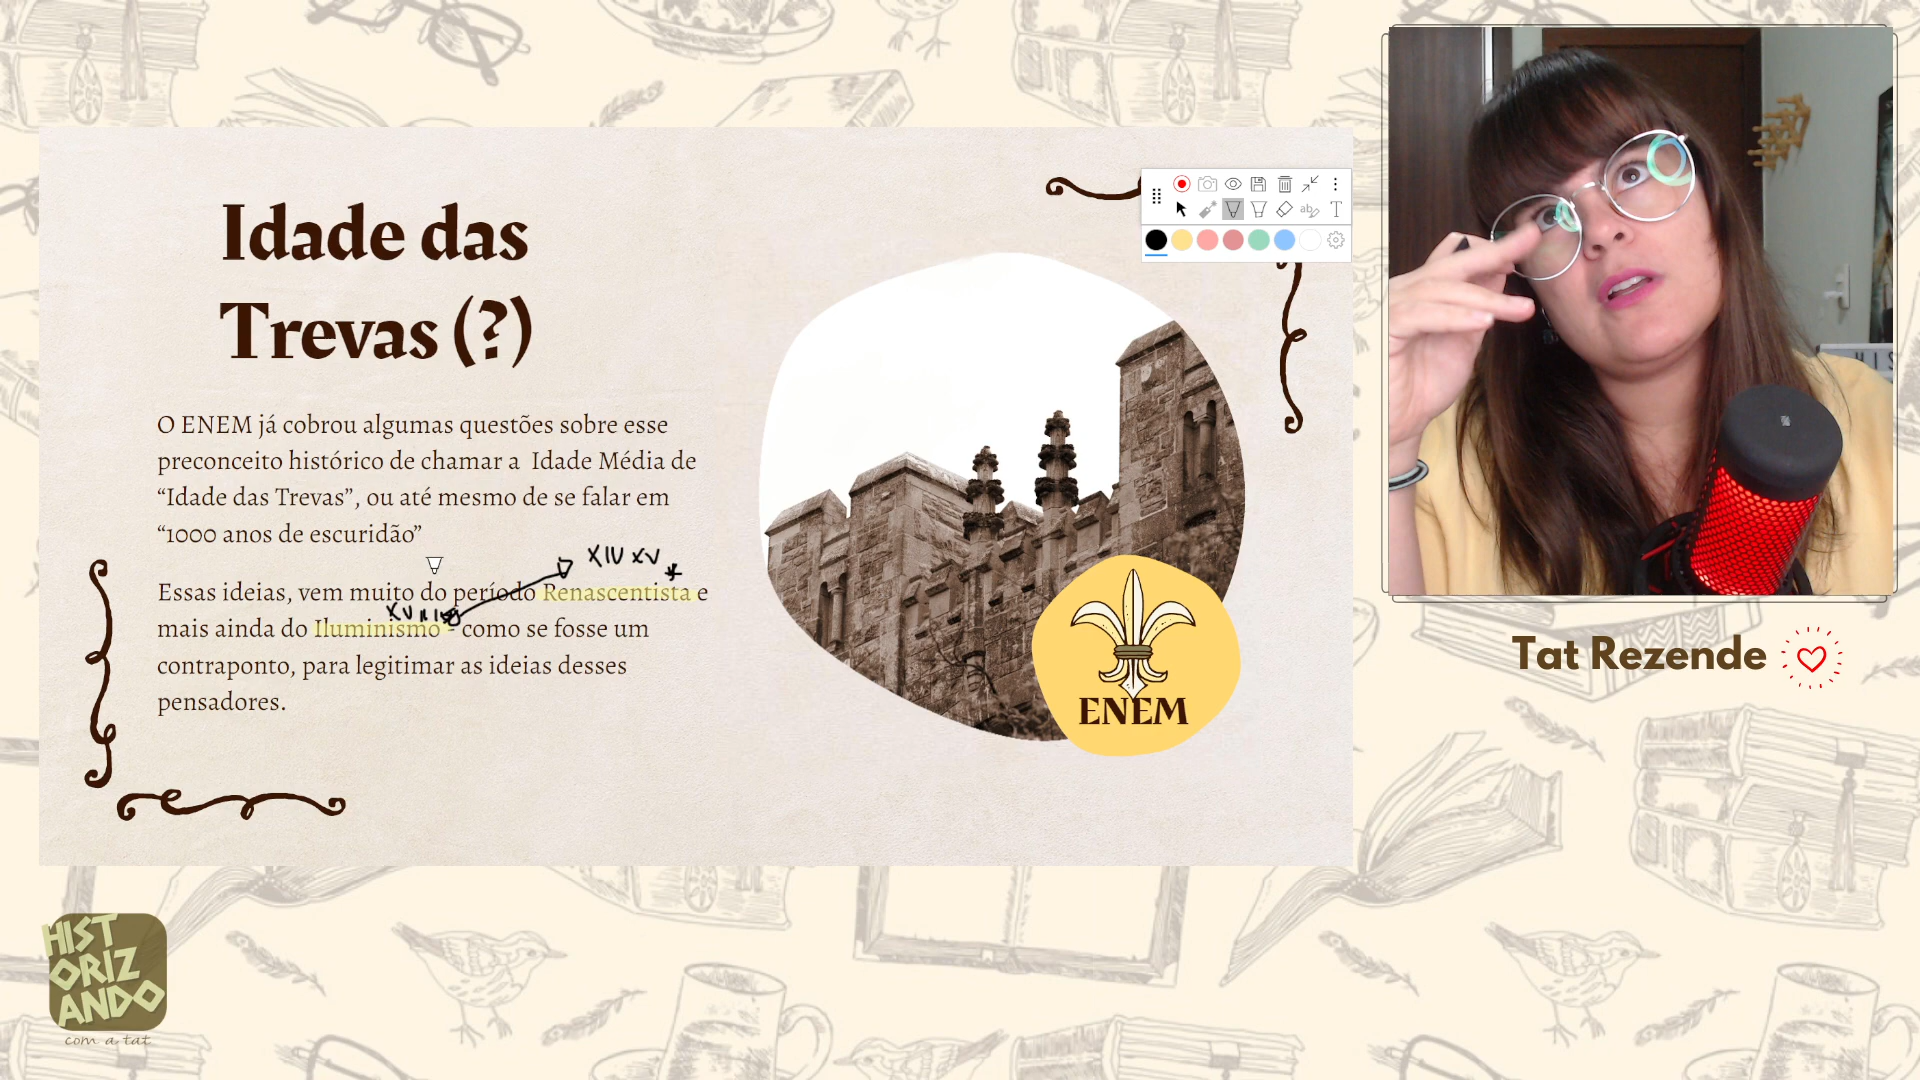 Idade das
Trevas (?)
O ENEM já cobrou algumas questões sobre esse
preconceito histórico de chamar a Idade Média de
“Idade das Trevas”, ou até mesmo de se falar em
“1000 anos de escuridão”
XIV XV *
Essas ideias, vem muito do período Renascentista e
mais ainda do Iluminismo - como se fosse um
contraponto, para legitimar as ideias desses
pensadores.
ENEM
Tat Rezende
HIST
ORIZ
ANDO
com a tat